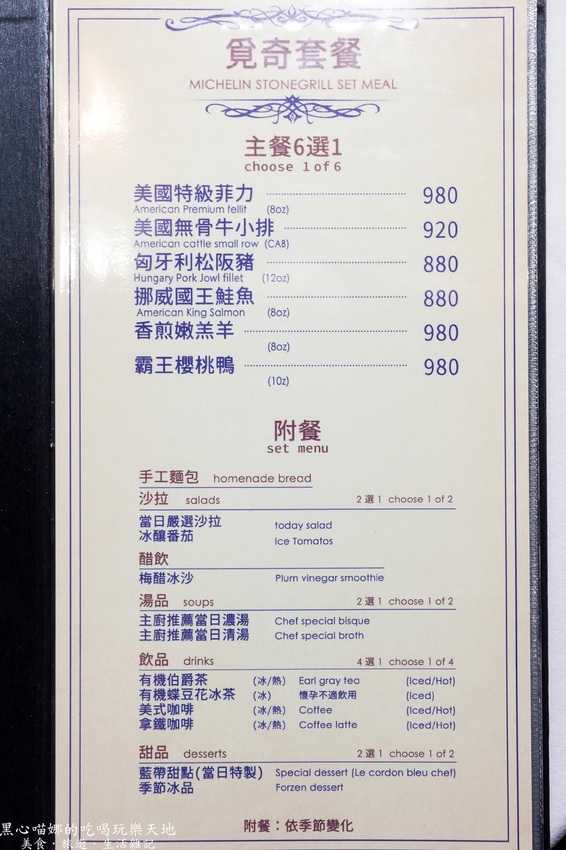 覓奇套餐
MICHELIN STONEGRILL SET MEAL
主餐6選1
choose 1 of 6
美國特級菲力 980
American Premium fellit (8oz)
美國無骨牛小排 920
American cattle small row (CAB)
匈牙利松阪豬 880
Hungary Pork Jowl fillet (12oz)
挪威國王鮭魚 880
American King Salmon (8oz)
香煎嫩羔羊 980
(8oz)
霸王櫻桃鴨 980
(10z)
附餐
set menu
手工麵包 homenade bread
沙拉 salads 2選1 choose 1 of 2
當日嚴選沙拉 today salad
冰釀番茄 Ice Tomatos
醋飲
梅醋冰沙 Plum vinegar smoothie
湯品 soups 2選1 choose 1 of 2
主廚推薦當日濃湯 Chef special bisque
主廚推薦當日清湯 Chef special broth
飲品 drinks 4選1 choose 1 of 4
有機伯爵茶 (冰/熱) Earl gray tea (Iced/Hot)
有機蝶豆花冰茶 (冰) 懷孕不適飲用 (Iced)
美式咖啡 (冰/熱) Coffee (Iced/Hot)
拿鐵咖啡 (冰/熱) Coffee latte (Iced/Hot)
甜品 desserts 2選1 choose 1 of 2
藍帶甜點(當日特製) Special dessert (Le cordon bleu chef)
季節冰品 Forzen dessert
附餐：依季節變化
黑心喵娜的吃喝玩樂天地
美食·旅遊·生活雜記